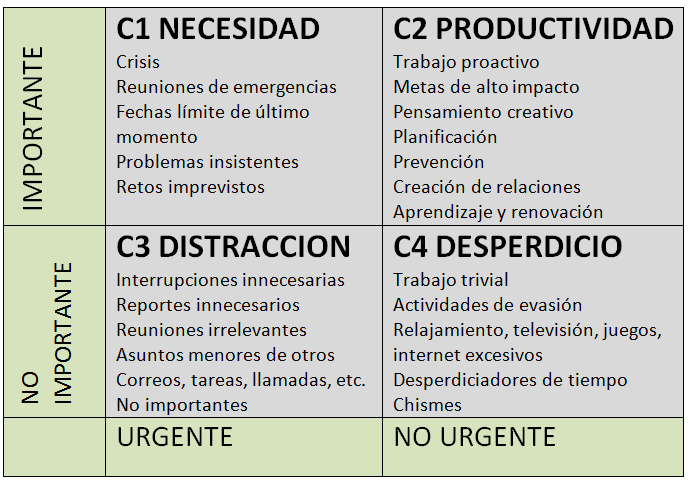 IMPORTANTE
C1 NECESIDAD
Crisis
Reuniones de emergencias
Fechas límite de último
momento
Problemas insistentes
Retos imprevistos
C2 PRODUCTIVIDAD
Trabajo proactivo
Metas de alto impacto
Pensamiento creativo
Planificación
Prevención
Creación de relaciones
Aprendizaje y renovación
NO
IMPORTANTE
C3 DISTRACCION
Interrupciones innecesarias
Reportes innecesarios
Reuniones irrelevantes
Asuntos menores de otros
Correos, tareas, llamadas, etc.
No importantes
C4 DESPERDICIO
Trabajo trivial
Actividades de evasión
Relajamiento, televisión, juegos,
internet excesivos
Desperdiciadores de tiempo
Chismes
URGENTE
NO URGENTE